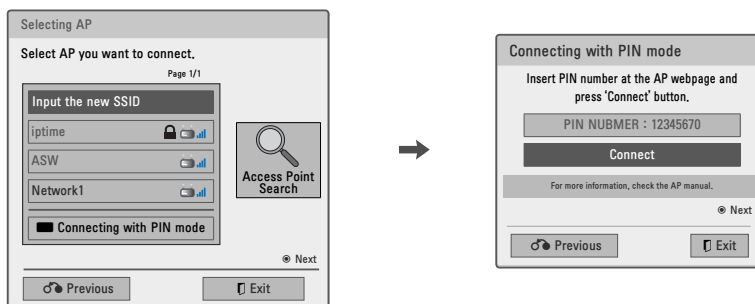 Selecting AP
Select AP you want to connect.
Page 1/1
Input the new SSID
iptime
ASW
Network1
Connecting with PIN mode
Access Point
Search
Next
Previous
Exit
Connecting with PIN mode
Insert PIN number at the AP webpage and
press 'Connect' button.
PIN NUBMER : 12345670
Connect
For more information, check the AP manual.
Next
Previous
Exit